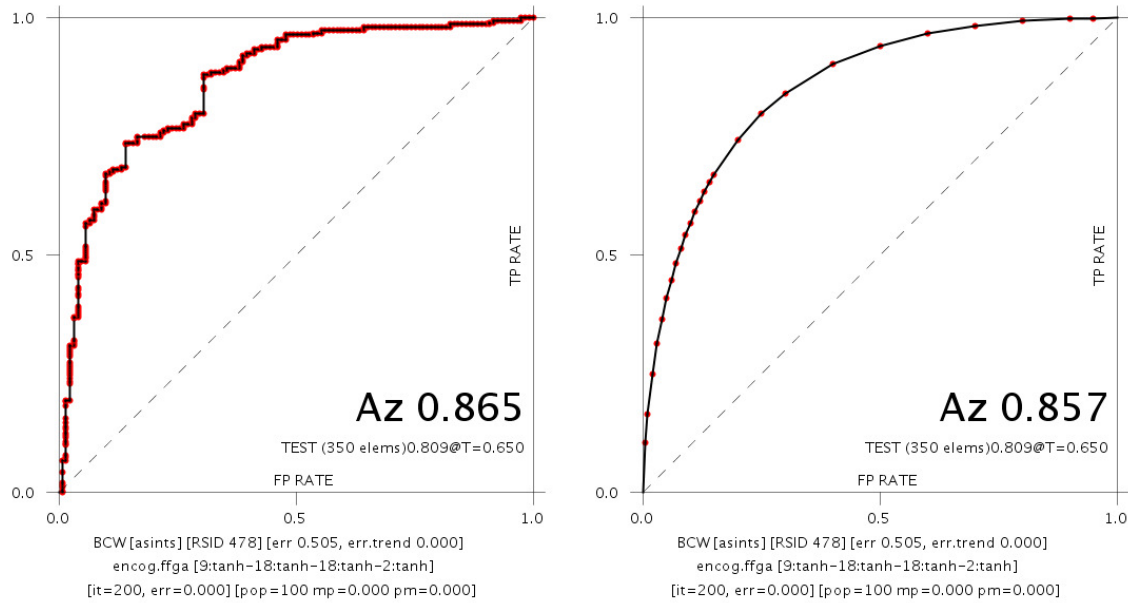 1.0
TP RATE
0.5
Az 0.865
TEST (350 elems)0.809@T=0.650
FP RATE
0.0
0.0 0.5 1.0
BCW [asints] [RSID 478] [err 0.505, err.trend 0.000]
encog.ffga [9:tanh-18:tanh-18:tanh-2:tanh]
[it=200, err=0.000] [pop=100 mp=0.000 pm=0.000]
1.0
TP RATE
0.5
Az 0.857
TEST (350 elems)0.809@T=0.650
FP RATE
0.0
0.0 0.5 1.0
BCW [asints] [RSID 478] [err 0.505, err.trend 0.000]
encog.ffga [9:tanh-18:tanh-18:tanh-2:tanh]
[it=200, err=0.000] [pop=100 mp=0.000 pm=0.000]